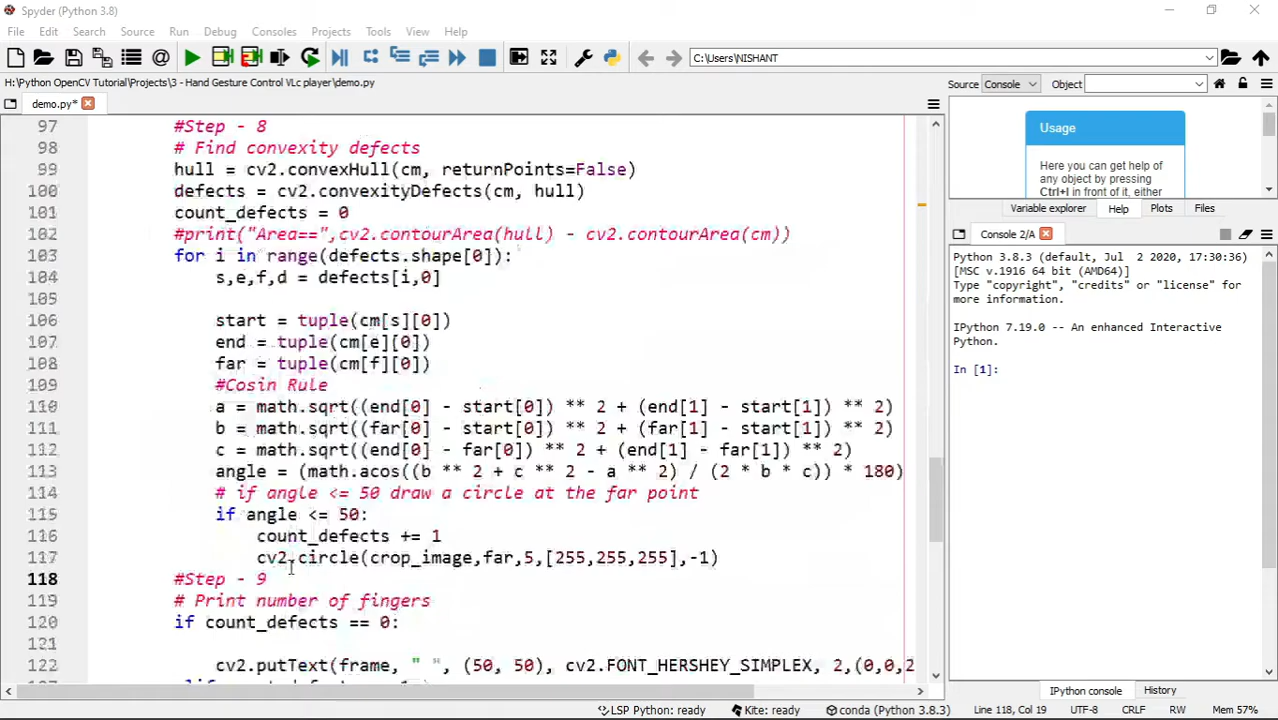 Spyder (Python 3.8)
File Edit Search Source Run Debug Consoles Projects Tools View Help
C:\Users\NISHANT
H:\Python OpenCV Tutorial\Projects\3 - Hand Gesture Control VLc player\demo.py
demo.py*
97 #Step - 8
98 # Find convexity defects
99 hull = cv2.convexHull(cm, returnPoints=False)
100 defects = cv2.convexityDefects(cm, hull)
101 count_defects = 0
102 #print("Area==",cv2.contourArea(hull) - cv2.contourArea(cm))
103 for i in range(defects.shape[0]):
104 s,e,f,d = defects[i,0]
105
106 start = tuple(cm[s][0])
107 end = tuple(cm[e][0])
108 far = tuple(cm[f][0])
109 #Cosin Rule
110 a = math.sqrt((end[0] - start[0]) ** 2 + (end[1] - start[1]) ** 2)
111 b = math.sqrt((far[0] - start[0]) ** 2 + (far[1] - start[1]) ** 2)
112 c = math.sqrt((end[0] - far[0]) ** 2 + (end[1] - far[1]) ** 2)
113 angle = (math.acos((b ** 2 + c ** 2 - a ** 2) / (2 * b * c)) * 180)
114 # if angle <= 50 draw a circle at the far point
115 if angle <= 50:
116 count_defects += 1
117 cv2.circle(crop_image,far,5,[255,255,255],-1)
118 #Step - 9
119 # Print number of fingers
120 if count_defects == 0:
121
122 cv2.putText(frame, " ", (50, 50), cv2.FONT_HERSHEY_SIMPLEX, 2,(0,0,2
Source Console Object
Usage
Here you can get help of
any object by pressing
Ctrl+I in front of it, either
Variable explorer Help Plots Files
Console 2/A
Python 3.8.3 (default, Jul 2 2020, 17:30:36)
[MSC v.1916 64 bit (AMD64)]
Type "copyright", "credits" or "license" for
more information.
IPython 7.19.0 -- An enhanced Interactive
Python.
In [1]:
IPython console History
LSP Python: ready Kite: ready conda (Python 3.8.3) Line 118, Col 19 UTF-8 CRLF RW Mem 57%